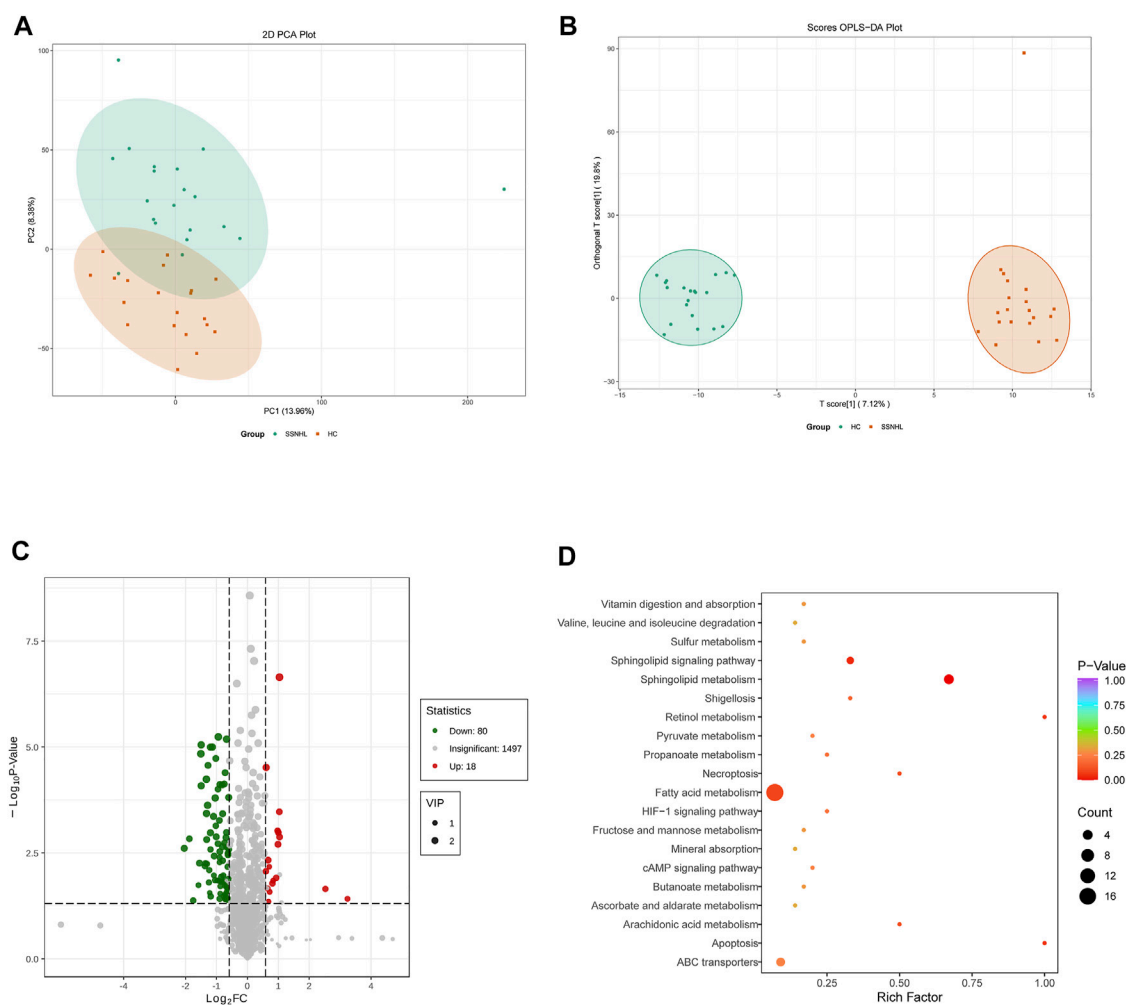 A
2D PCA Plot
100
50
0
−50
PC2 (8.38%)
0
100
200
PC1 (13.96%)
Group SSNHL HC
B
Scores OPLS−DA Plot
90
60
30
0
−30
Orthogonal T score[1] ( 19.8% )
−15
−10
−5
0
5
10
15
T score[1] ( 7.12% )
Group HC SSNHL
C
7.5
5.0
2.5
0.0
− Log10P-Value
-4
-2
-1
0
1
2
4
Log2FC
Statistics
Down: 80
Insignificant: 1497
Up: 18
VIP
1
2
D
Vitamin digestion and absorption
Valine, leucine and isoleucine degradation
Sulfur metabolism
Sphingolipid signaling pathway
Sphingolipid metabolism
Shigellosis
Retinol metabolism
Pyruvate metabolism
Propanoate metabolism
Necroptosis
Fatty acid metabolism
HIF−1 signaling pathway
Fructose and mannose metabolism
Mineral absorption
cAMP signaling pathway
Butanoate metabolism
Ascorbate and aldarate metabolism
Arachidonic acid metabolism
Apoptosis
ABC transporters
0.25
0.50
0.75
1.00
Rich Factor
P−Value
1.00
0.75
0.50
0.25
0.00
Count
4
8
12
16